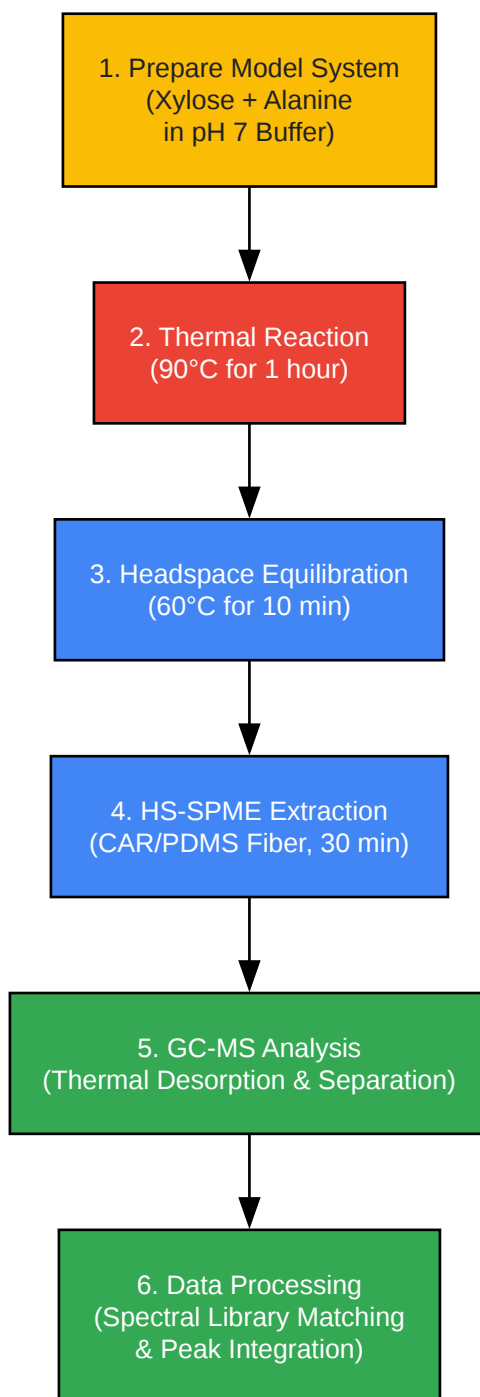 1. Prepare Model System
(Xylose + Alanine
in pH 7 Buffer)
2. Thermal Reaction
(90°C for 1 hour)
3. Headspace Equilibration
(60°C for 10 min)
4. HS-SPME Extraction
(CAR/PDMS Fiber, 30 min)
5. GC-MS Analysis
(Thermal Desorption & Separation)
6. Data Processing
(Spectral Library Matching
& Peak Integration)